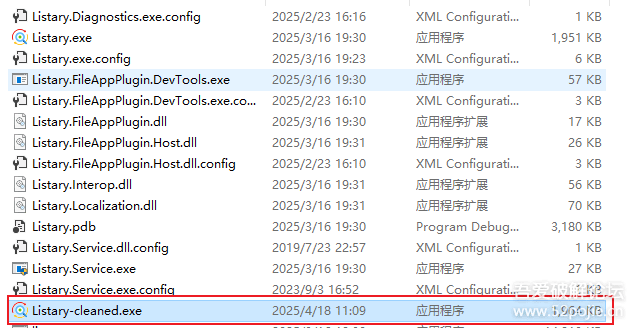 Listary.Diagnostics.exe.config 2025/2/23 16:16 XML Configurati... 1 KB
Listary.exe 2025/3/16 19:30 应用程序 1,951 KB
Listary.exe.config 2025/3/16 19:23 XML Configurati... 6 KB
Listary.FileAppPlugin.DevTools.exe 2025/3/16 19:30 应用程序 57 KB
Listary.FileAppPlugin.DevTools.exe.co... 2025/2/23 16:10 XML Configurati... 3 KB
Listary.FileAppPlugin.dll 2025/3/16 19:30 应用程序扩展 17 KB
Listary.FileAppPlugin.Host.dll 2025/3/16 19:31 应用程序扩展 26 KB
Listary.FileAppPlugin.Host.dll.config 2025/2/23 16:10 XML Configurati... 3 KB
Listary.Interop.dll 2025/3/16 19:31 应用程序扩展 56 KB
Listary.Localization.dll 2025/3/16 19:31 应用程序扩展 70 KB
Listary.pdb 2025/3/16 19:30 Program Debug... 3,180 KB
Listary.Service.dll.config 2019/7/23 22:57 XML Configurati... 1 KB
Listary.Service.exe 2025/3/16 19:30 应用程序 27 KB
Listary.Service.exe.config 2023/9/3 16:52 XML Configurati... 1 KB
Listary-cleaned.exe 2025/4/18 11:09 应用程序 1,964 KB
吾爱破解论坛
www.52pojie.cn